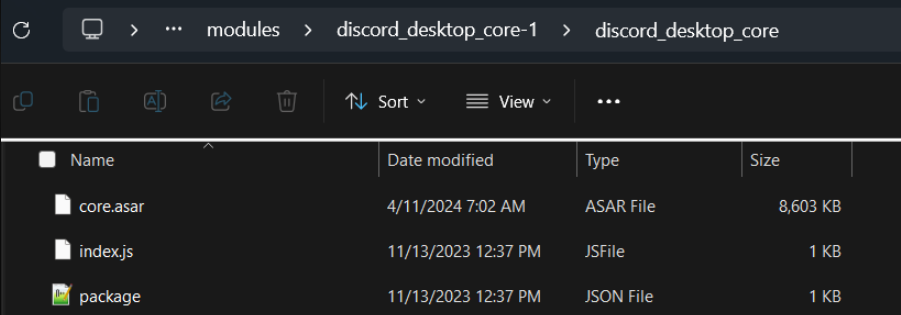 modules discord_desktop_core-1 discord_desktop_core
Sort View
Name Date modified Type Size
core.asar 4/11/2024 7:02 AM ASAR File 8,603 KB
index.js 11/13/2023 12:37 PM JSFile 1 KB
package 11/13/2023 12:37 PM JSON File 1 KB